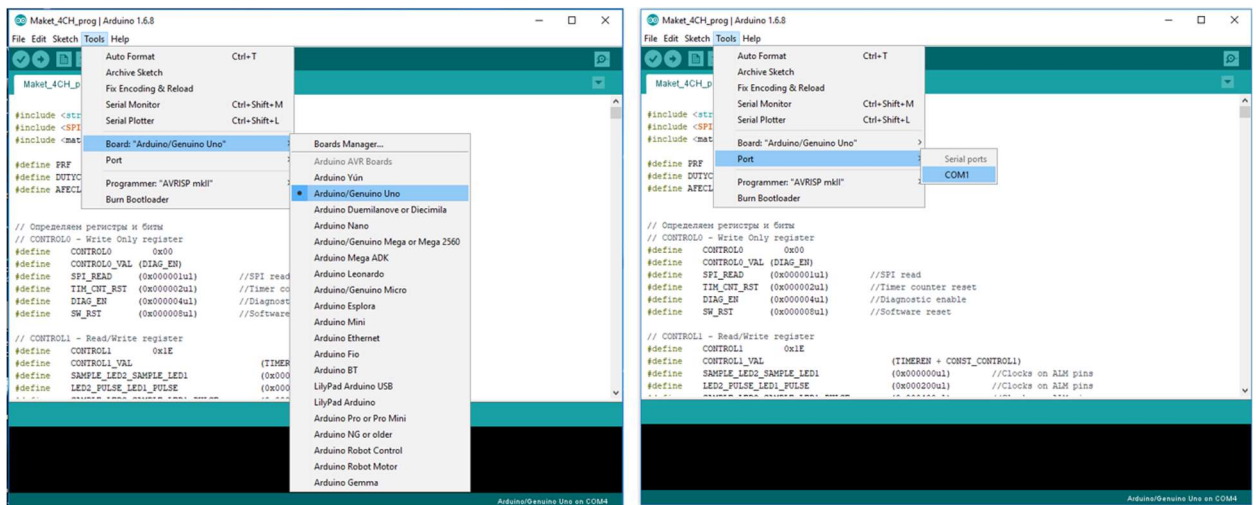 Maket_4CH_prog | Arduino 1.6.8
File Edit Sketch Tools Help
Maket_4CH_p
Auto Format Ctrl+T
Archive Sketch
Fix Encoding & Reload
Serial Monitor Ctrl+Shift+M
Serial Plotter Ctrl+Shift+L
Board: "Arduino/Genuino Uno"
Port
Programmer: "AVRISP mkII"
Burn Bootloader
Boards Manager...
Arduino AVR Boards
Arduino Yún
Arduino/Genuino Uno
Arduino Duemilanove or Diecimila
Arduino Nano
Arduino/Genuino Mega or Mega 2560
Arduino Mega ADK
Arduino Leonardo
Arduino/Genuino Micro
Arduino Esplora
Arduino Mini
Arduino Ethernet
Arduino Fio
Arduino BT
LilyPad Arduino USB
LilyPad Arduino
Arduino Pro or Pro Mini
Arduino NG or older
Arduino Robot Control
Arduino Robot Motor
Arduino Gemma
#include <str
#include <SPI
#include <mat
#define PRF
#define DUTYC
#define AFECL
// Определяем регистры и биты
// CONTROL0 - Write Only register
#define CONTROL0 0x00
#define CONTROL0_VAL (DIAG_EN)
#define SPI_READ (0x000001ul) //SPI read
#define TIM_CNT_RST (0x000002ul) //Timer co
#define DIAG_EN (0x000004ul) //Diagnost
#define SW_RST (0x000008ul) //Software
// CONTROL1 - Read/Write register
#define CONTROL1 0x1E
#define CONTROL1_VAL (TIMER
#define SAMPLE_LED2_SAMPLE_LED1 (0x000
#define LED2_PULSE_LED1_PULSE (0x000
Arduino/Genuino Uno on COM4
Maket_4CH_prog | Arduino 1.6.8
File Edit Sketch Tools Help
Maket_4CH_p
Auto Format Ctrl+T
Archive Sketch
Fix Encoding & Reload
Serial Monitor Ctrl+Shift+M
Serial Plotter Ctrl+Shift+L
Board: "Arduino/Genuino Uno"
Port
Programmer: "AVRISP mkII"
Burn Bootloader
Serial ports
COM1
#include <str
#include <SPI
#include <mat
#define PRF
#define DUTYC
#define AFECL
// Определяем регистры и биты
// CONTROL0 - Write Only register
#define CONTROL0 0x00
#define CONTROL0_VAL (DIAG_EN)
#define SPI_READ (0x000001ul) //SPI read
#define TIM_CNT_RST (0x000002ul) //Timer counter reset
#define DIAG_EN (0x000004ul) //Diagnostic enable
#define SW_RST (0x000008ul) //Software reset
// CONTROL1 - Read/Write register
#define CONTROL1 0x1E
#define CONTROL1_VAL (TIMEREN + CONST_CONTROL1)
#define SAMPLE_LED2_SAMPLE_LED1 (0x000000ul) //Clocks on ALM pins
#define LED2_PULSE_LED1_PULSE (0x000200ul) //Clocks on ALM pins
Arduino/Genuino Uno on COM4